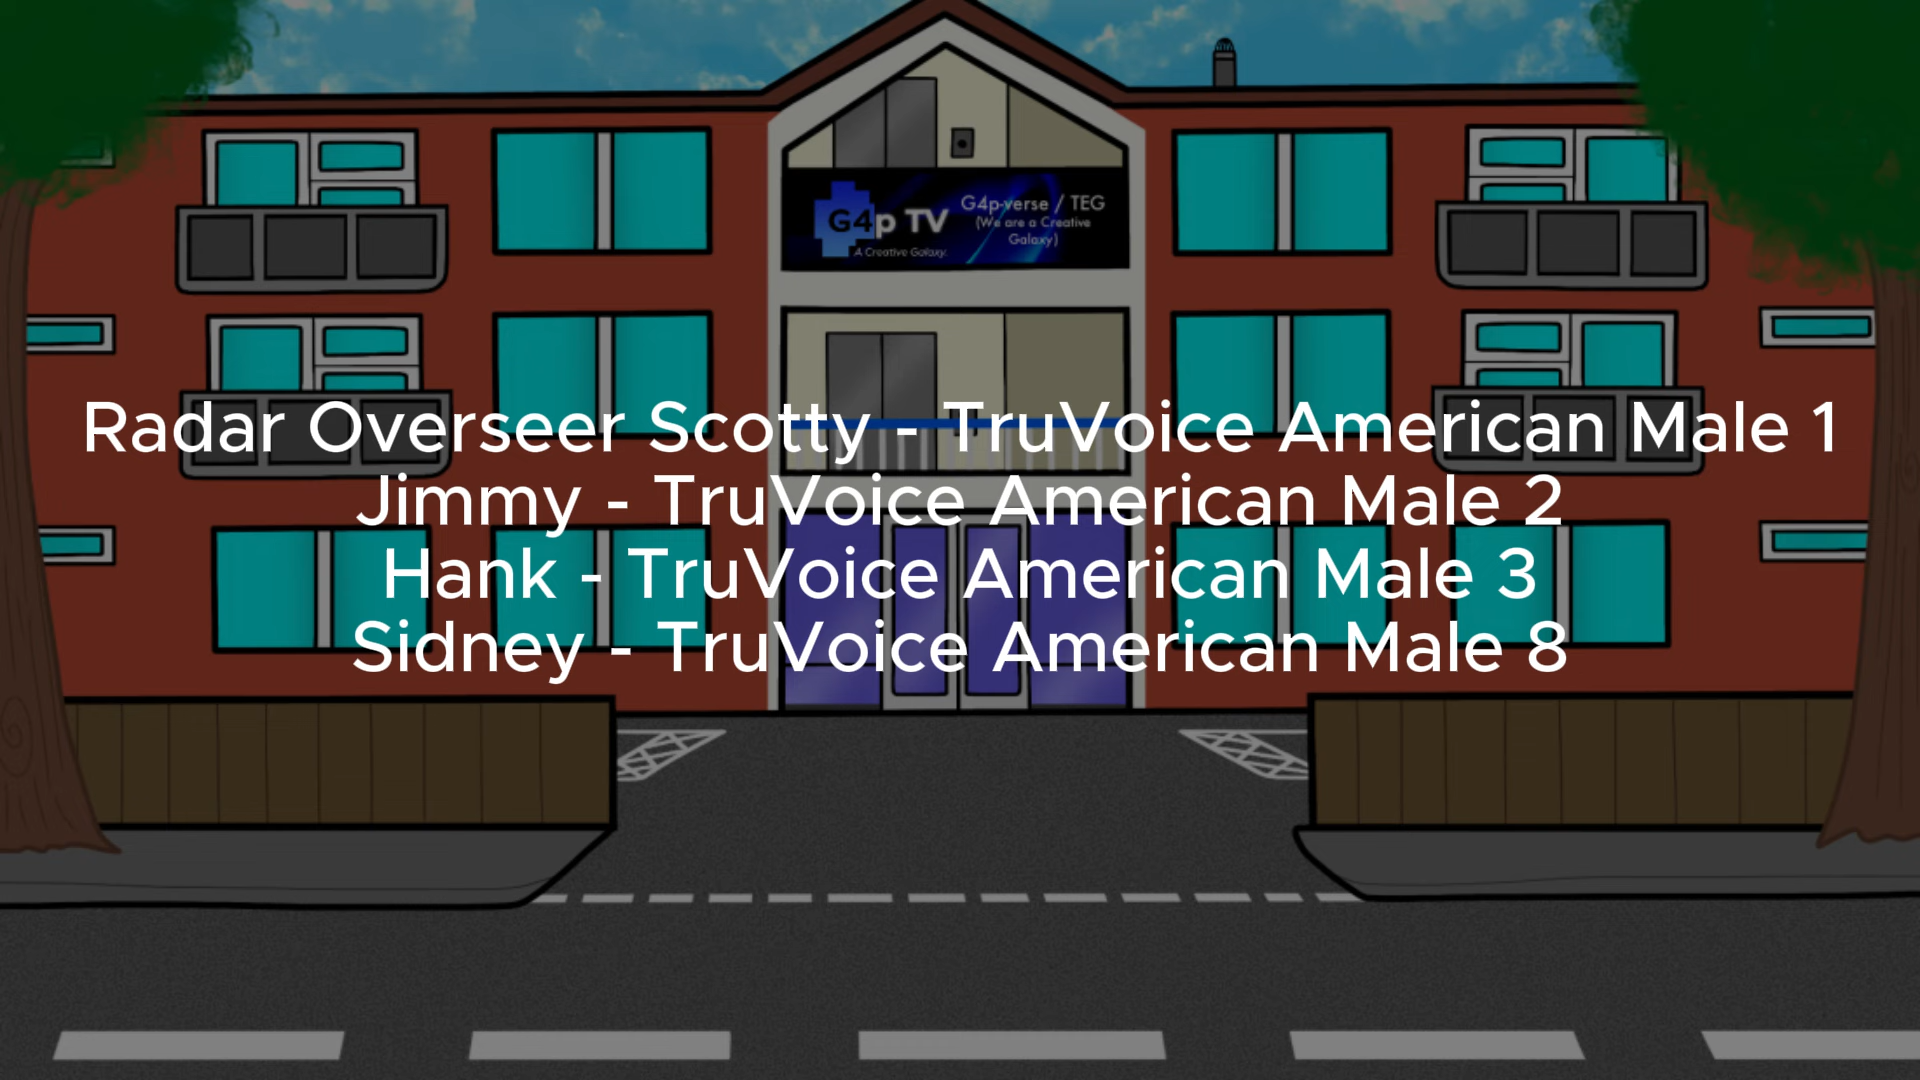 G4p TV
A Creative Galaxy.
G4p-verse / TEG
(We are a Creative
Galaxy)
Radar Overseer Scotty - TruVoice American Male 1
Jimmy - TruVoice American Male 2
Hank - TruVoice American Male 3
Sidney - TruVoice American Male 8